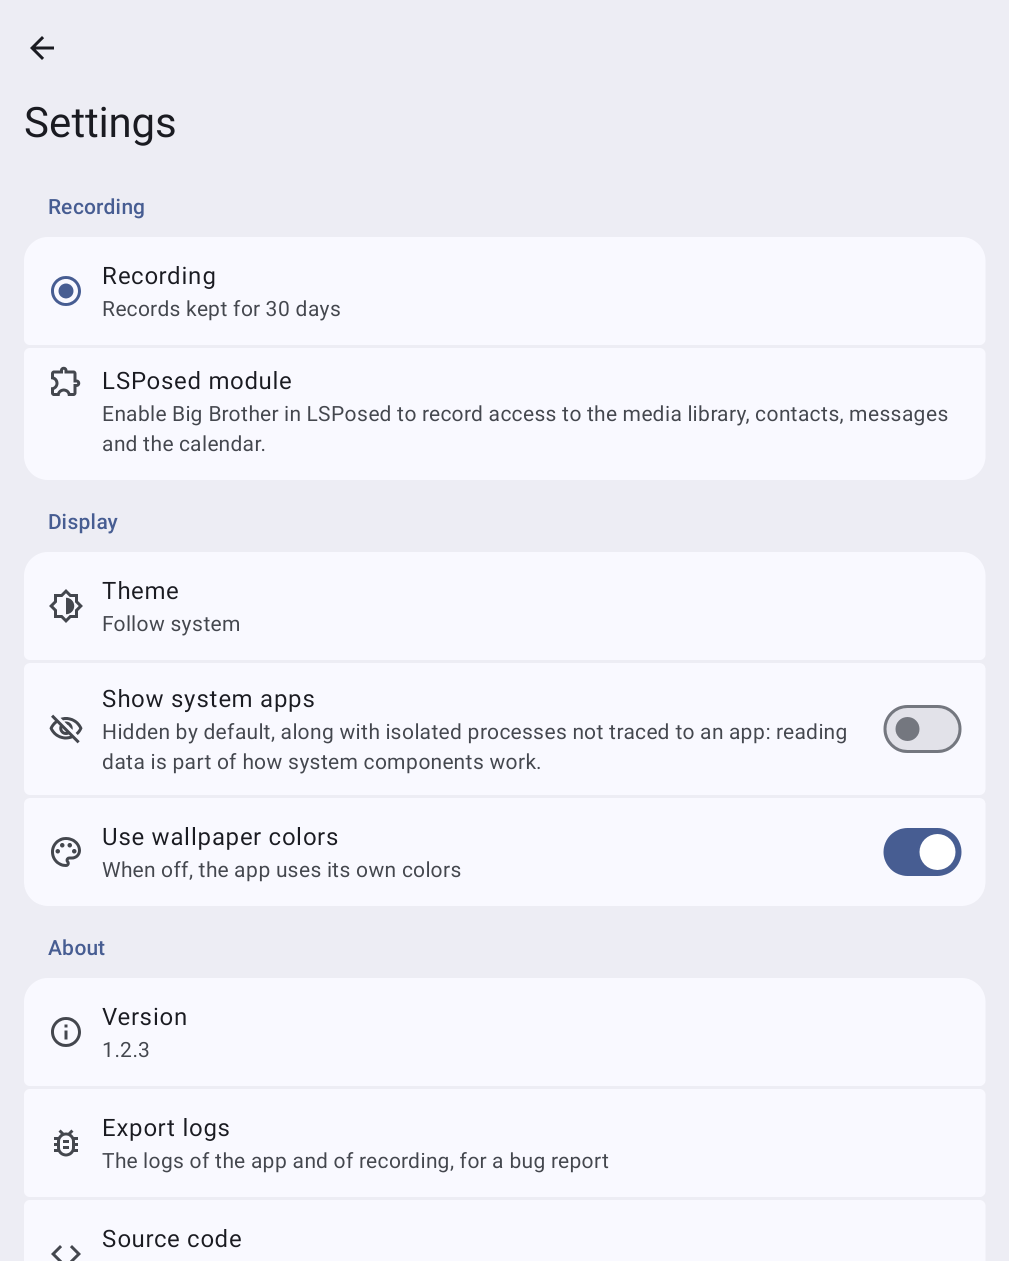 Settings
Recording
Recording
Records kept for 30 days
LSPosed module
Enable Big Brother in LSPosed to record access to the media library, contacts, messages
and the calendar.
Display
Theme
Follow system
Show system apps
Hidden by default, along with isolated processes not traced to an app: reading
data is part of how system components work.
Use wallpaper colors
When off, the app uses its own colors
About
Version
1.2.3
Export logs
The logs of the app and of recording, for a bug report
Source code